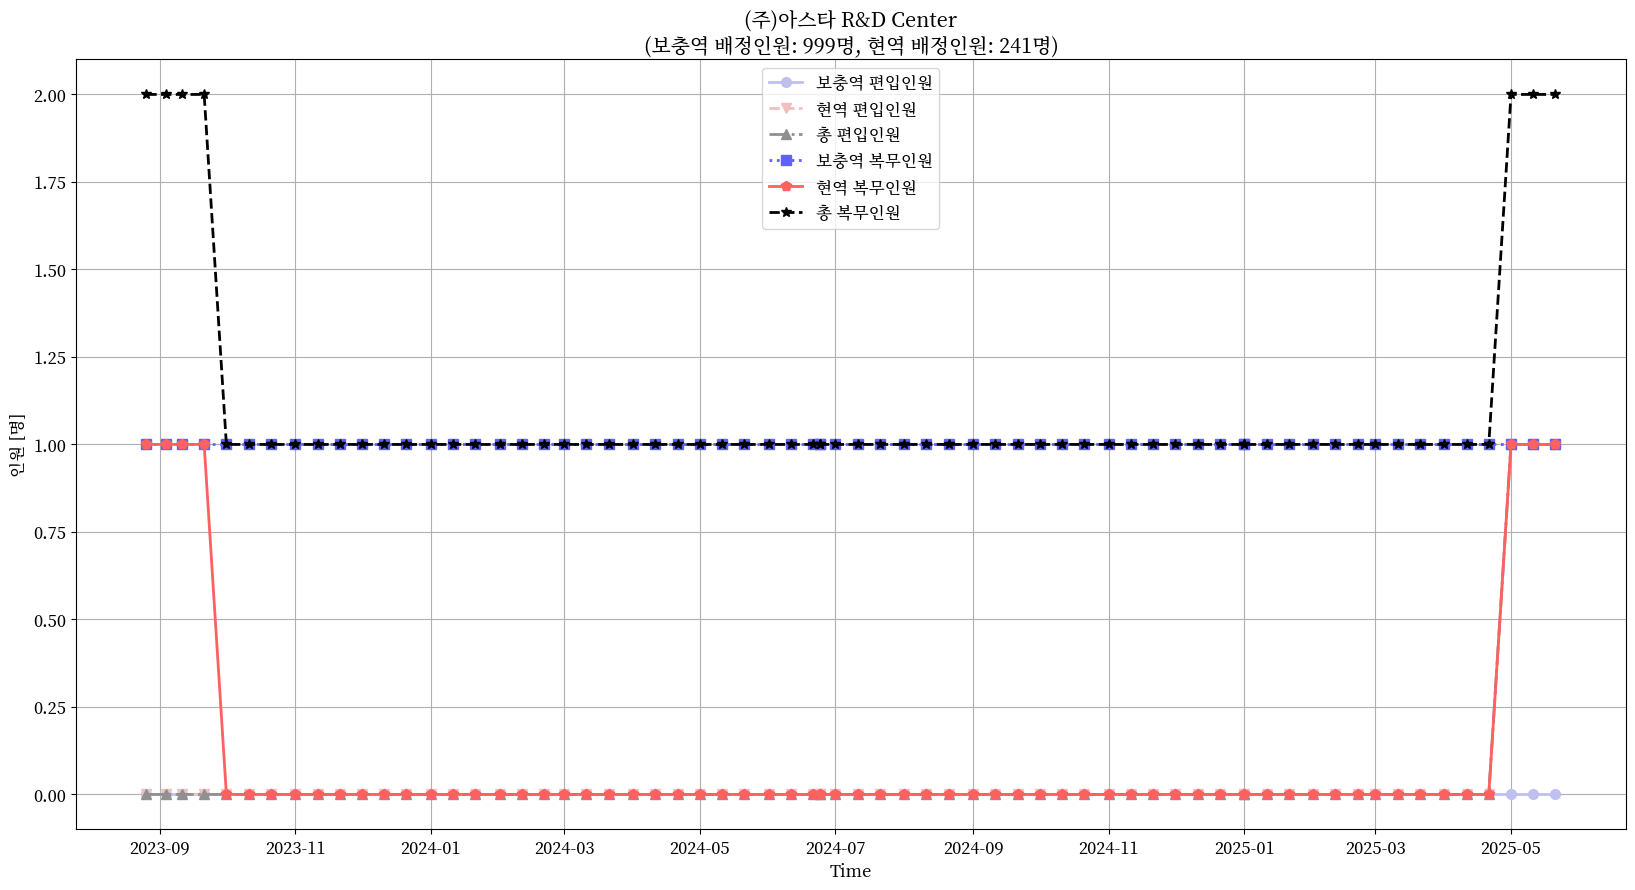 (주)아스타 R&D Center
(보충역 배정인원: 999명, 현역 배정인원: 241명)
보충역 편입인원
현역 편입인원
총 편입인원
보충역 복무인원
현역 복무인원
총 복무인원
인원 [명]
2.00
1.75
1.50
1.25
1.00
0.75
0.50
0.25
0.00
2023-09
2023-11
2024-01
2024-03
2024-05
2024-07
2024-09
2024-11
2025-01
2025-03
2025-05
Time